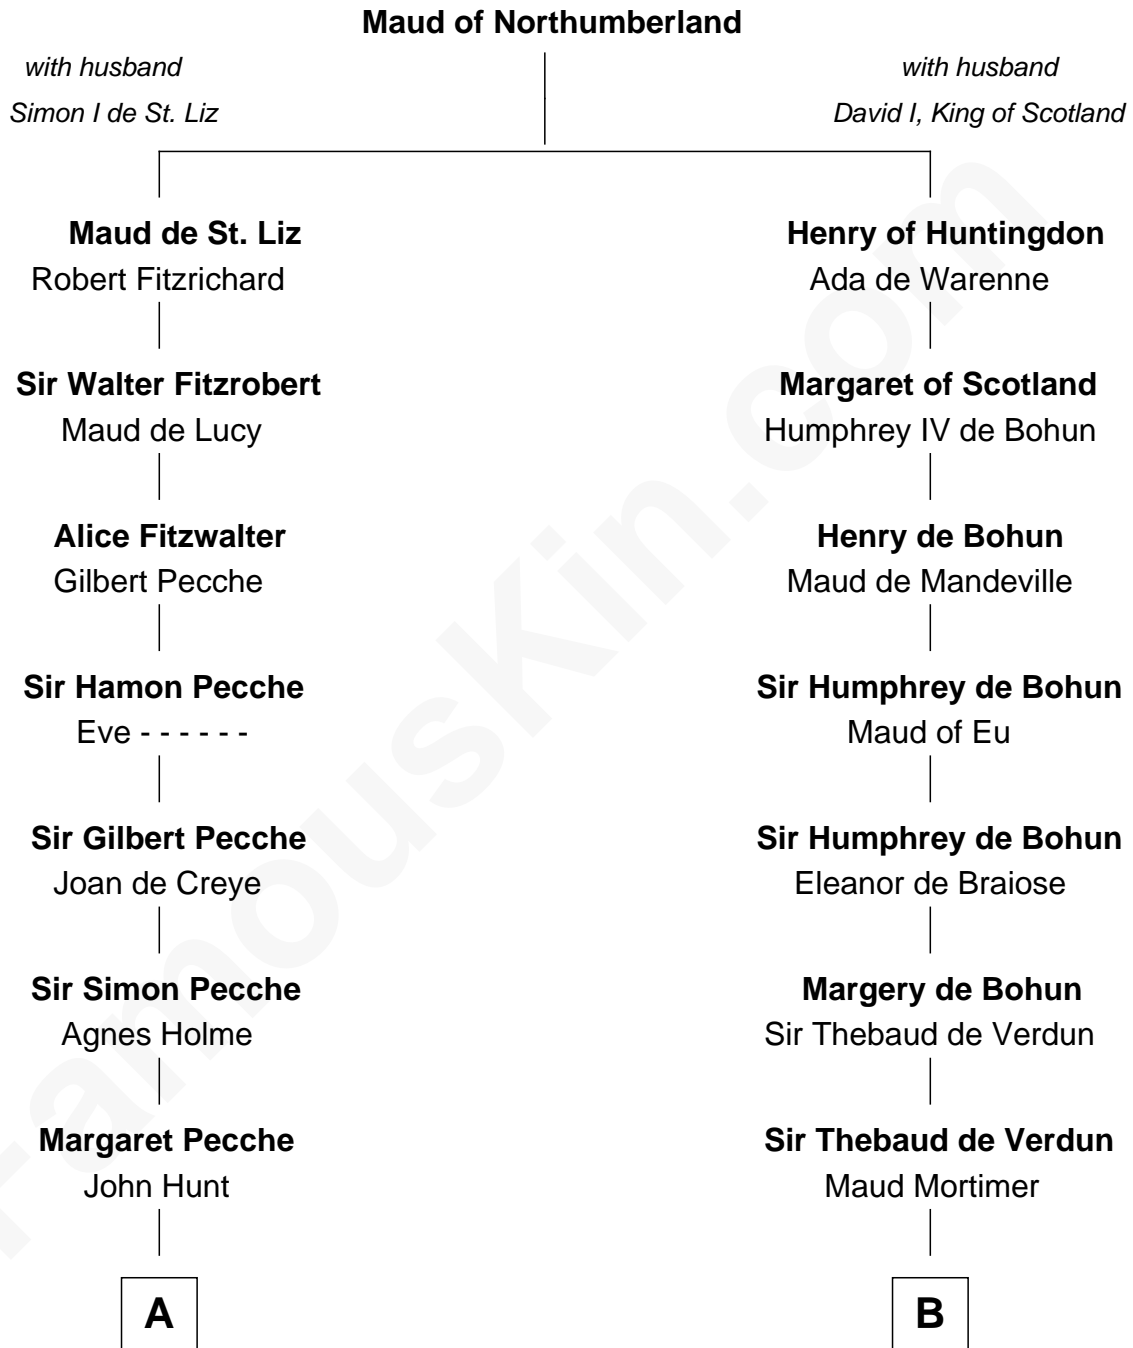 Maud of Northumberland
with husband
Simon I de St. Liz
with husband
David I, King of Scotland
Maud de St. Liz
Robert Fitzrichard
Sir Walter Fitzrobert
Maud de Lucy
Alice Fitzwalter
Gilbert Pecche
Sir Hamon Pecche
Eve - - - - - -
Sir Gilbert Pecche
Joan de Creye
Sir Simon Pecche
Agnes Holme
Margaret Pecche
John Hunt
A
Henry of Huntingdon
Ada de Warenne
Margaret of Scotland
Humphrey IV de Bohun
Henry de Bohun
Maud de Mandeville
Sir Humphrey de Bohun
Maud of Eu
Sir Humphrey de Bohun
Eleanor de Braiose
Margery de Bohun
Sir Thebaud de Verdun
Sir Thebaud de Verdun
Maud Mortimer
B
FamousKin.com